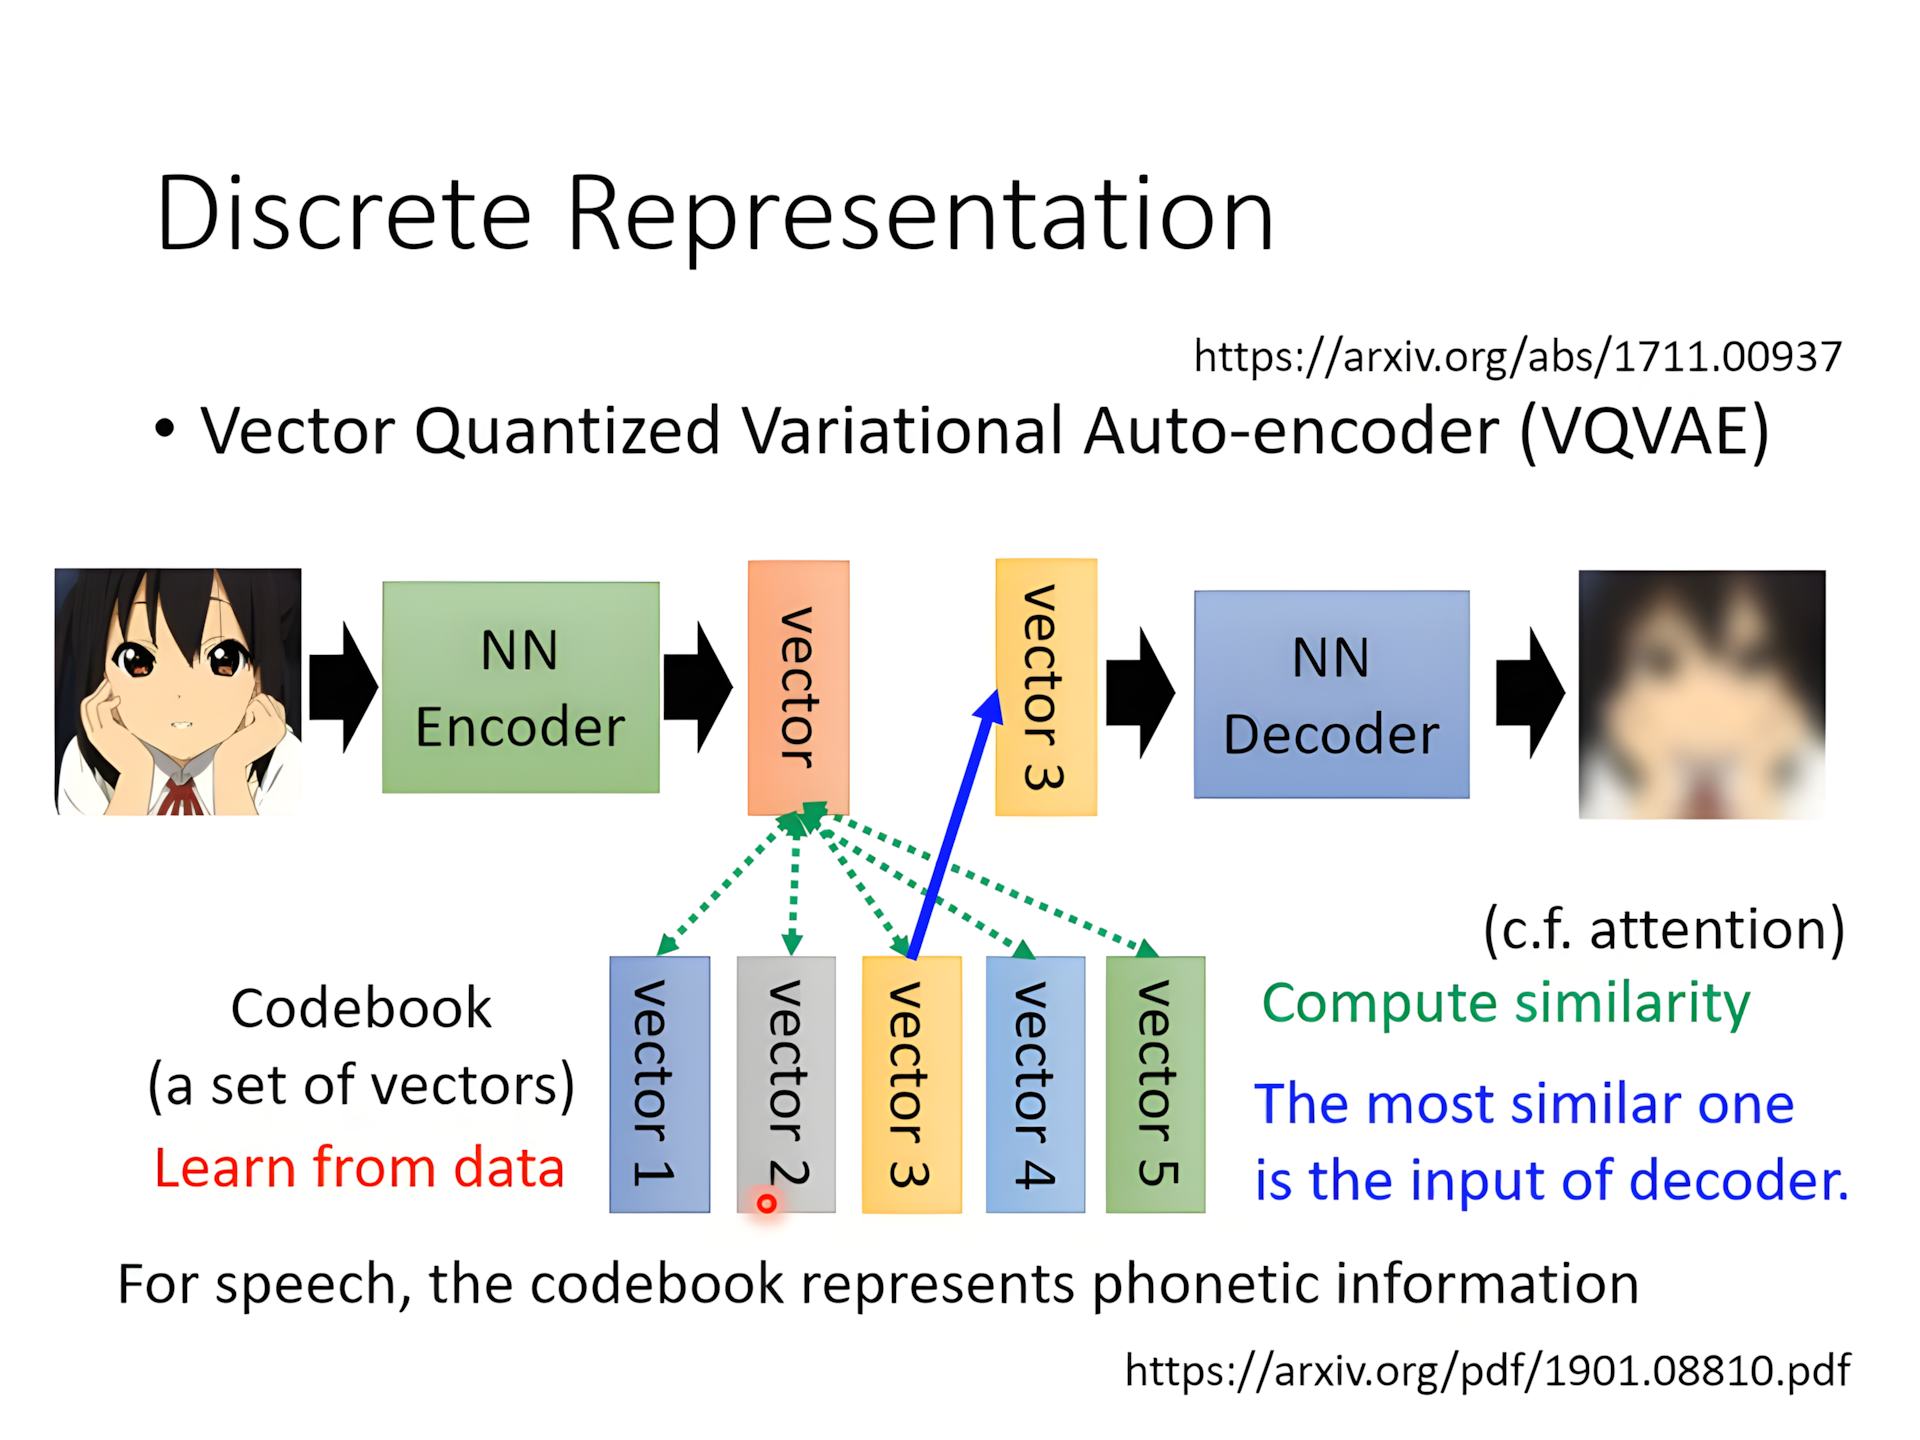 Discrete Representation
https://arxiv.org/abs/1711.00937
• Vector Quantized Variational Auto-encoder (VQVAE)
NN
Encoder
vector
vector 3
NN
Decoder
(c.f. attention)
Compute similarity
The most similar one
is the input of decoder.
Codebook
(a set of vectors)
Learn from data
vector 1
vector 2
vector 3
vector 4
vector 5
For speech, the codebook represents phonetic information
https://arxiv.org/pdf/1901.08810.pdf